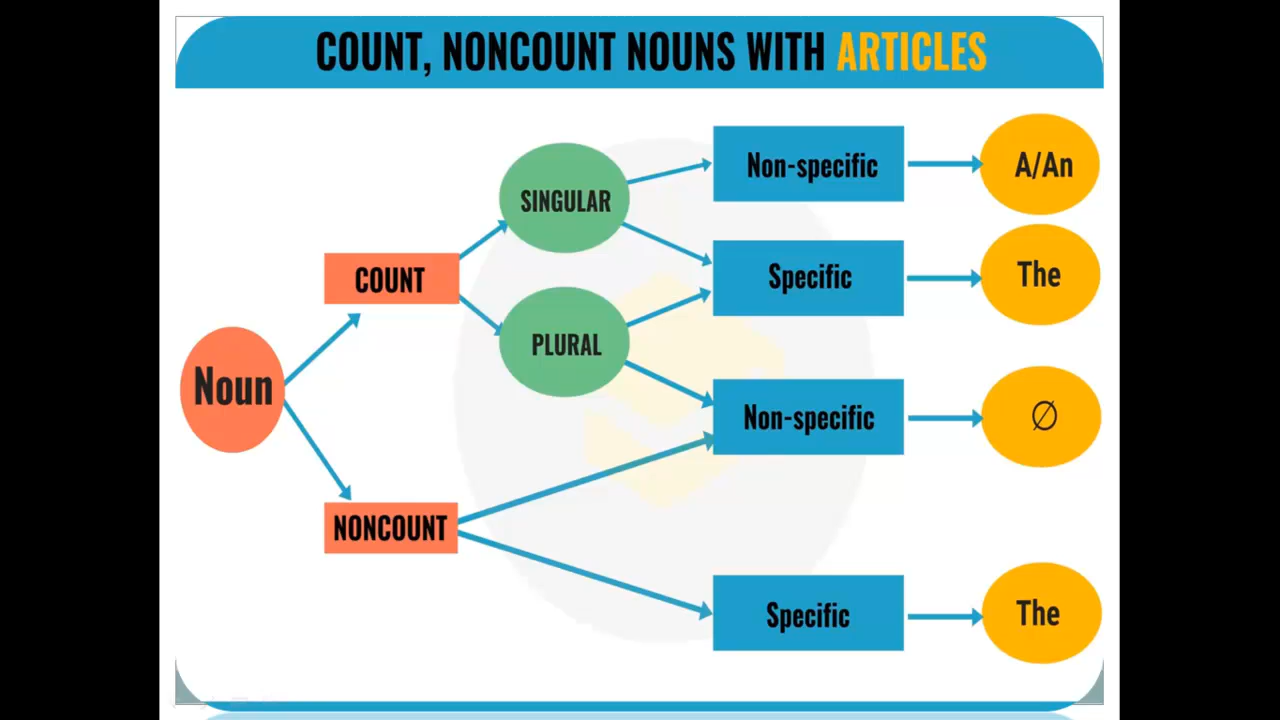 COUNT, NONCOUNT NOUNS WITH ARTICLES
Noun
COUNT
NONCOUNT
SINGULAR
PLURAL
Non-specific
A/An
Specific
The
Non-specific
∅
Specific
The